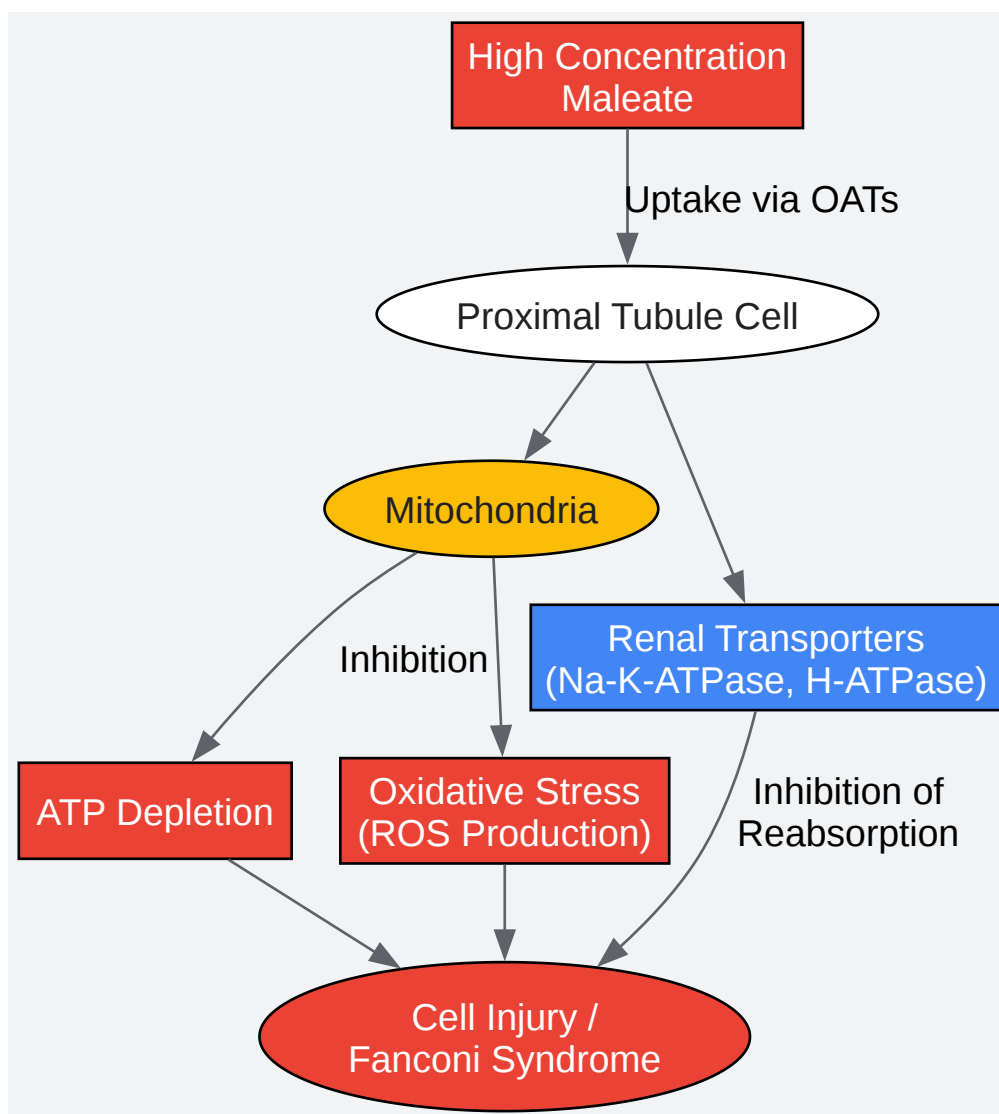 High Concentration
Maleate
Uptake via OATs
Proximal Tubule Cell
Mitochondria
Inhibition
Renal Transporters
(Na-K-ATPase, H-ATPase)
ATP Depletion
Oxidative Stress
(ROS Production)
Inhibition of
Reabsorption
Cell Injury /
Fanconi Syndrome